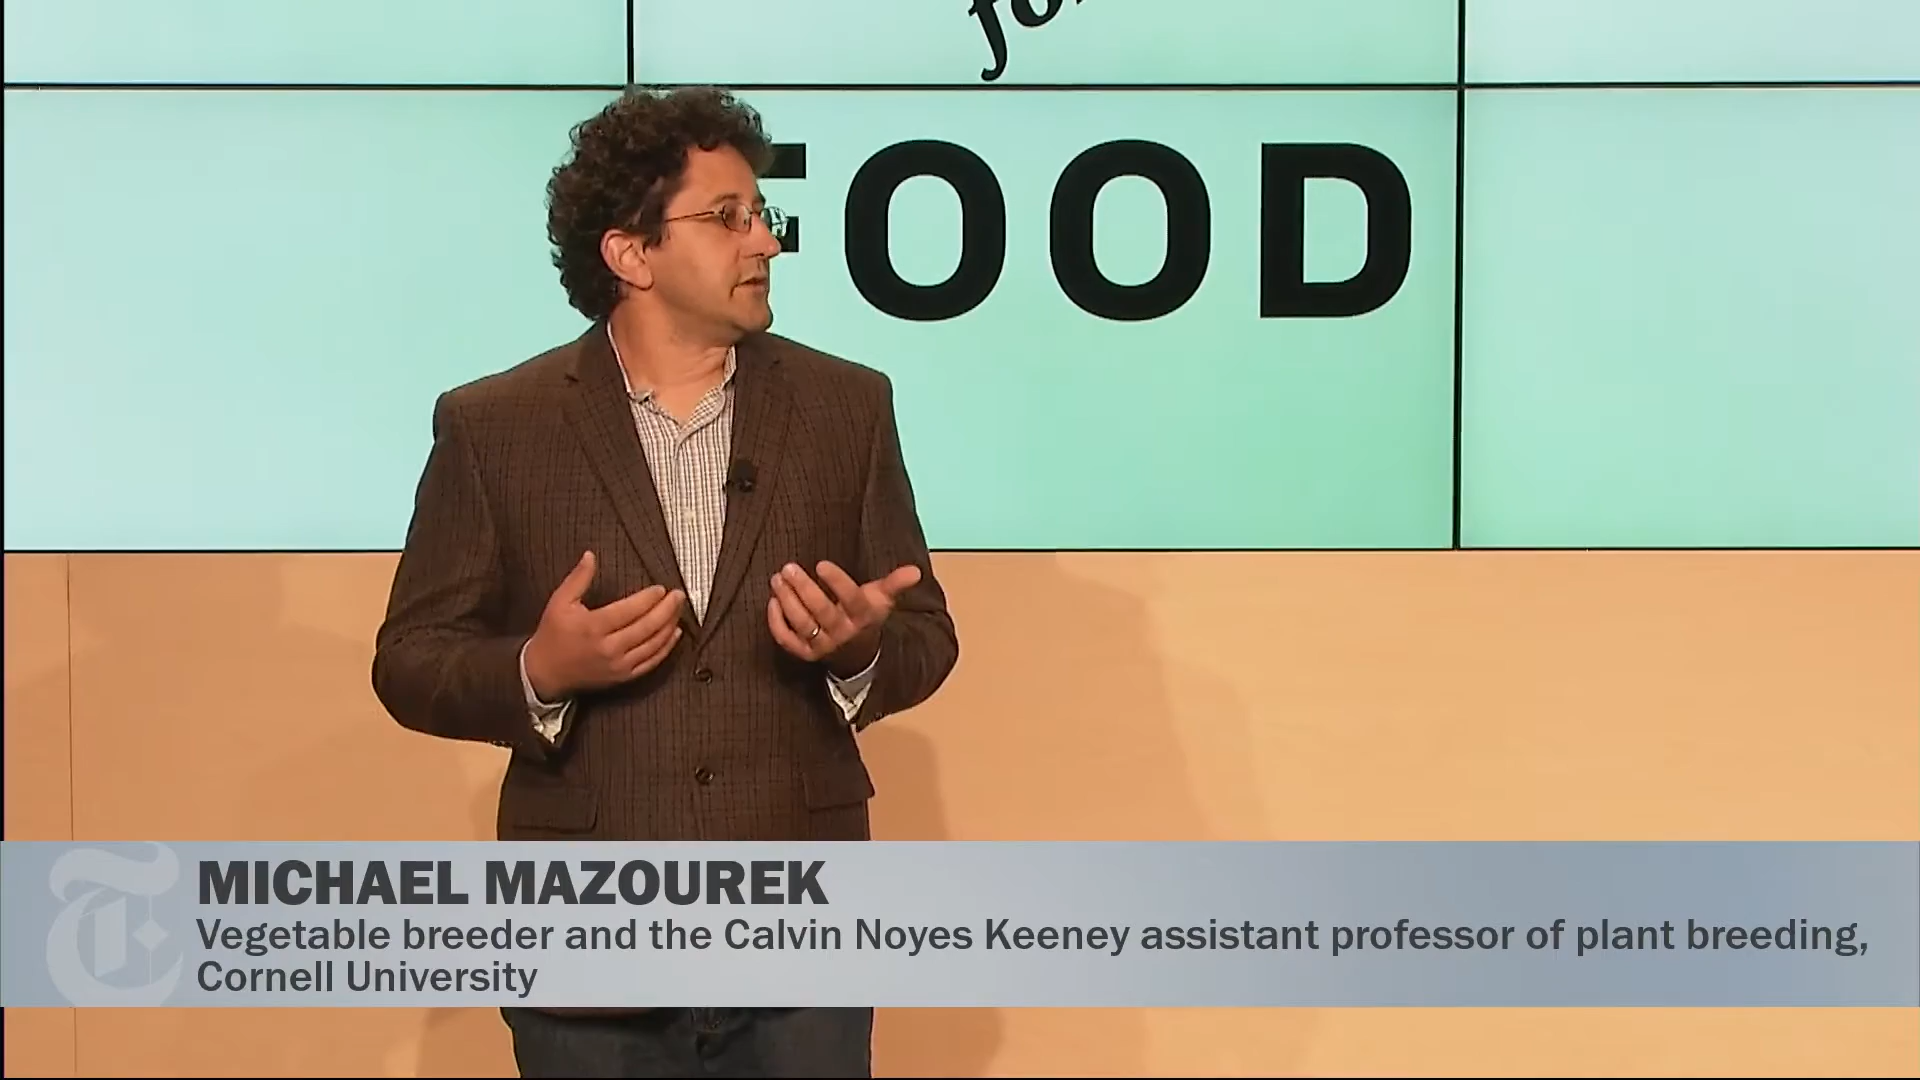 FOOD
MICHAEL MAZOUREK
Vegetable breeder and the Calvin Noyes Keeney assistant professor of plant breeding,
Cornell University